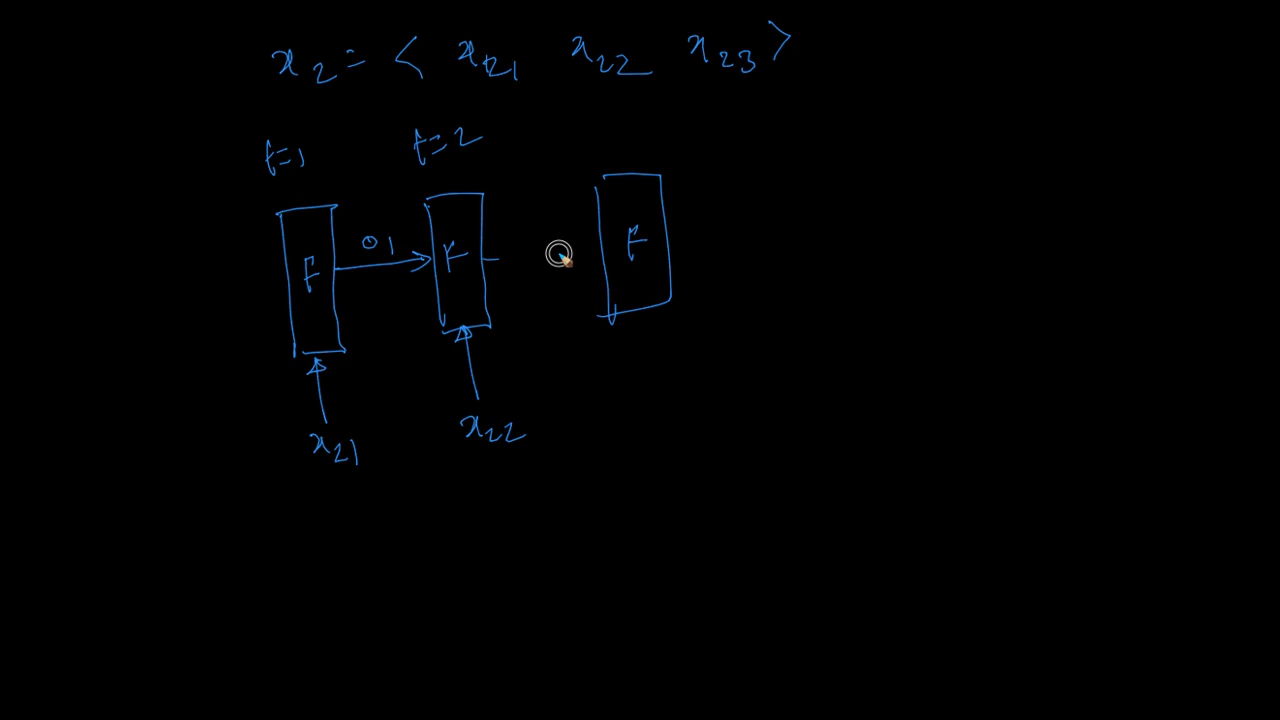 x₂ = < x₂₁ x₂₂ x₂₃ >
t=1 t=2
F O₁ F F
x₂₁ x₂₂